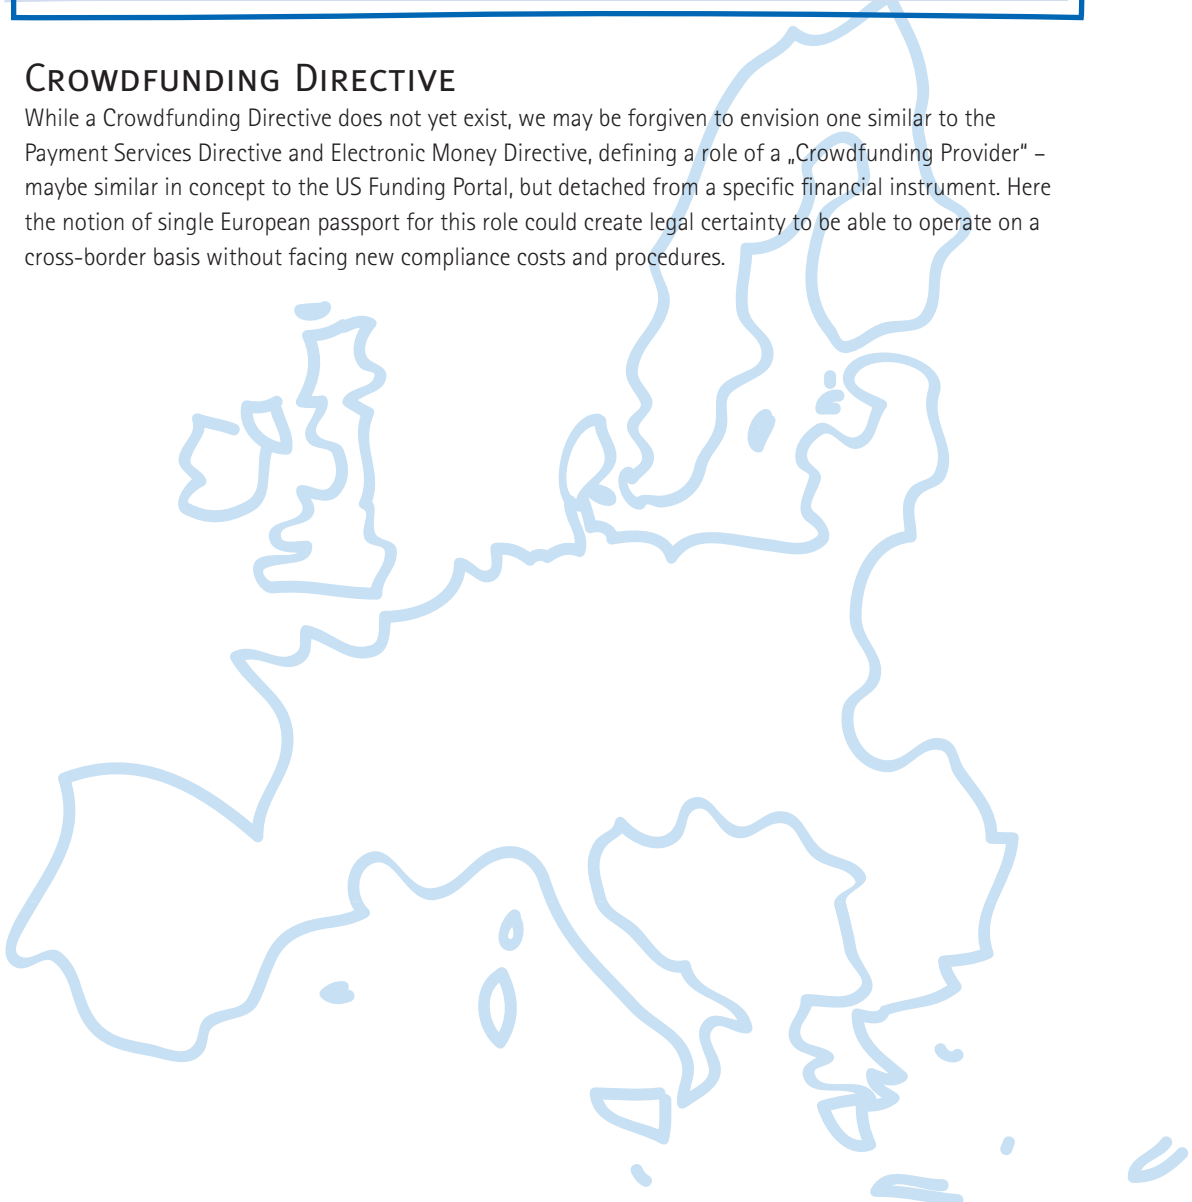 Crowdfunding Directive
While a Crowdfunding Directive does not yet exist, we may be forgiven to envision one similar to the
Payment Services Directive and Electronic Money Directive, defining a role of a „Crowdfunding Provider“ –
maybe similar in concept to the US Funding Portal, but detached from a specific financial instrument. Here
the notion of single European passport for this role could create legal certainty to be able to operate on a
cross-border basis without facing new compliance costs and procedures.